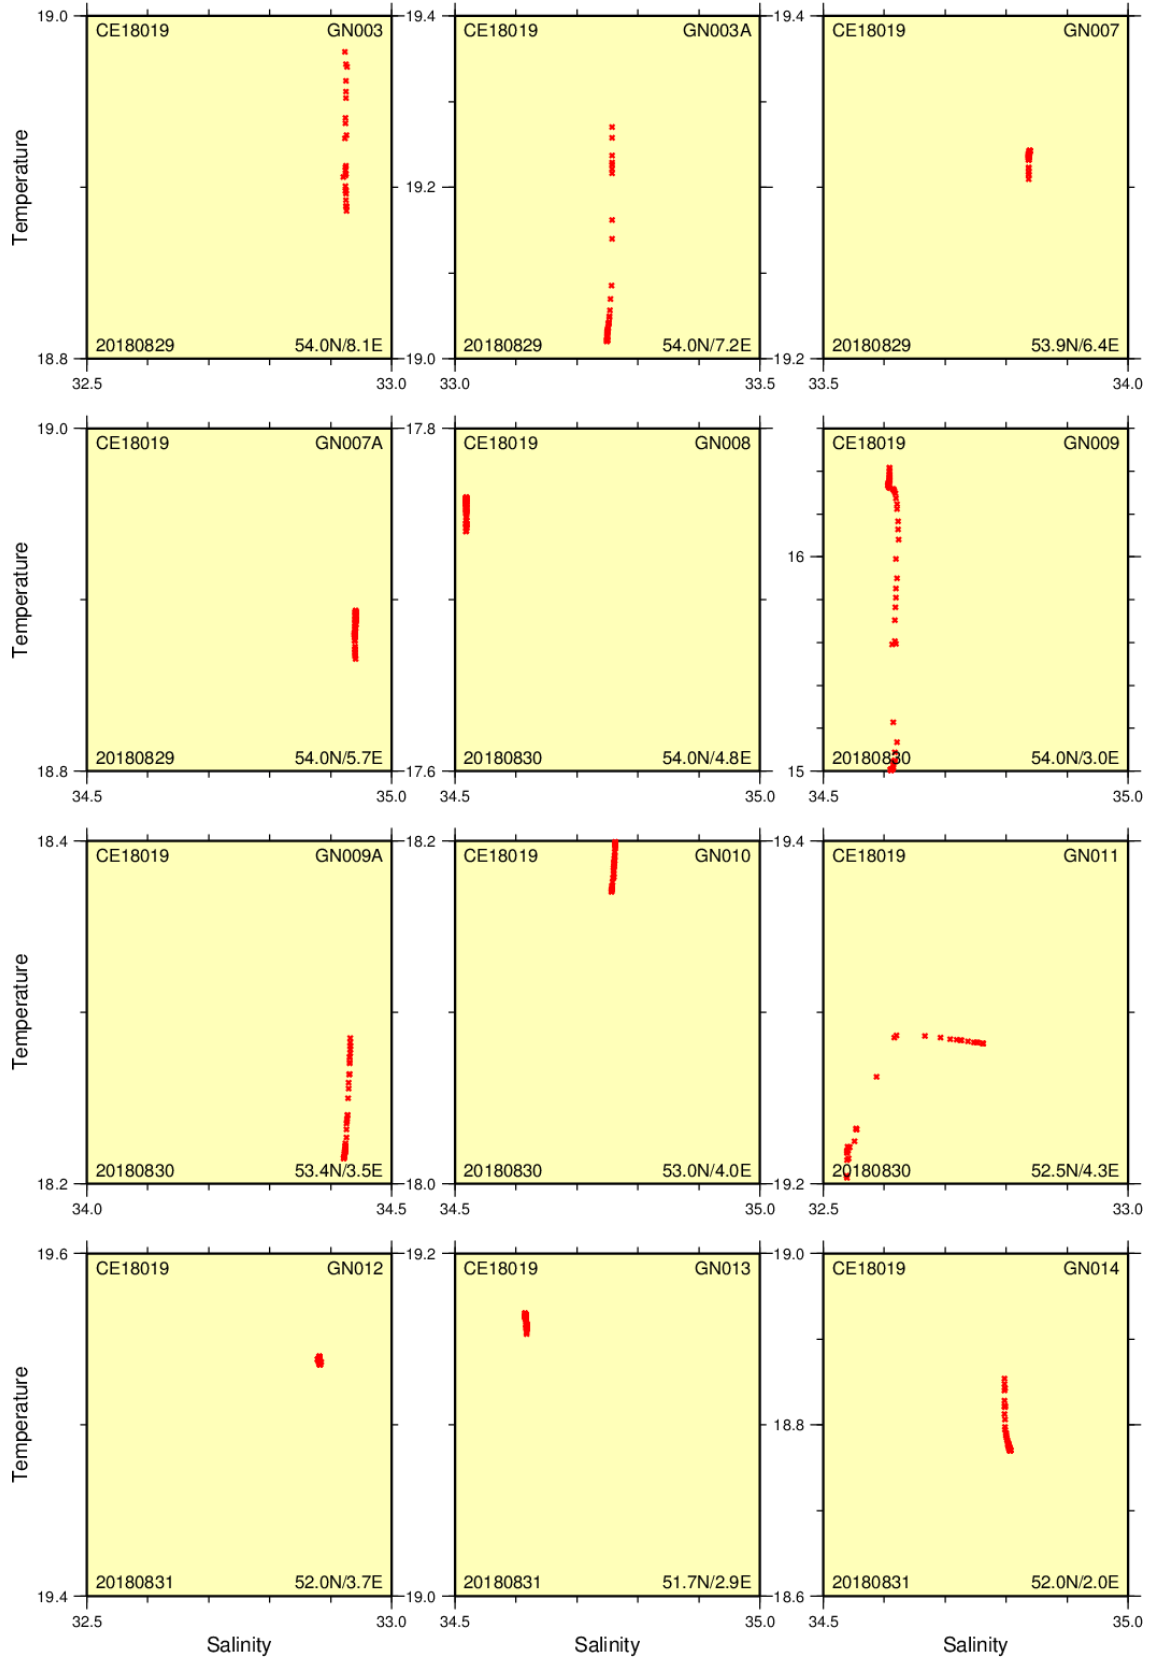 19.0
CE18019 GN003
Temperature
20180829 54.0N/8.1E
18.8
32.5 33.0
19.4
CE18019 GN003A
19.2
20180829 54.0N/7.2E
19.0
33.0 33.5
19.4
CE18019 GN007
20180829 53.9N/6.4E
19.2
33.5 34.0
19.0
CE18019 GN007A
Temperature
20180829 54.0N/5.7E
18.8
34.5 35.0
17.8
CE18019 GN008
20180830 54.0N/4.8E
17.6
34.5 35.0
CE18019 GN009
16
20180830 54.0N/3.0E
15
34.5 35.0
18.4
CE18019 GN009A
Temperature
20180830 53.4N/3.5E
18.2
34.0 34.5
18.2
CE18019 GN010
20180830 53.0N/4.0E
18.0
34.5 35.0
19.4
CE18019 GN011
20180830 52.5N/4.3E
19.2
32.5 33.0
19.6
CE18019 GN012
Temperature
20180831 52.0N/3.7E
19.4
32.5 33.0
Salinity
19.2
CE18019 GN013
20180831 51.7N/2.9E
19.0
34.5 35.0
Salinity
19.0
CE18019 GN014
18.8
20180831 52.0N/2.0E
18.6
34.5 35.0
Salinity